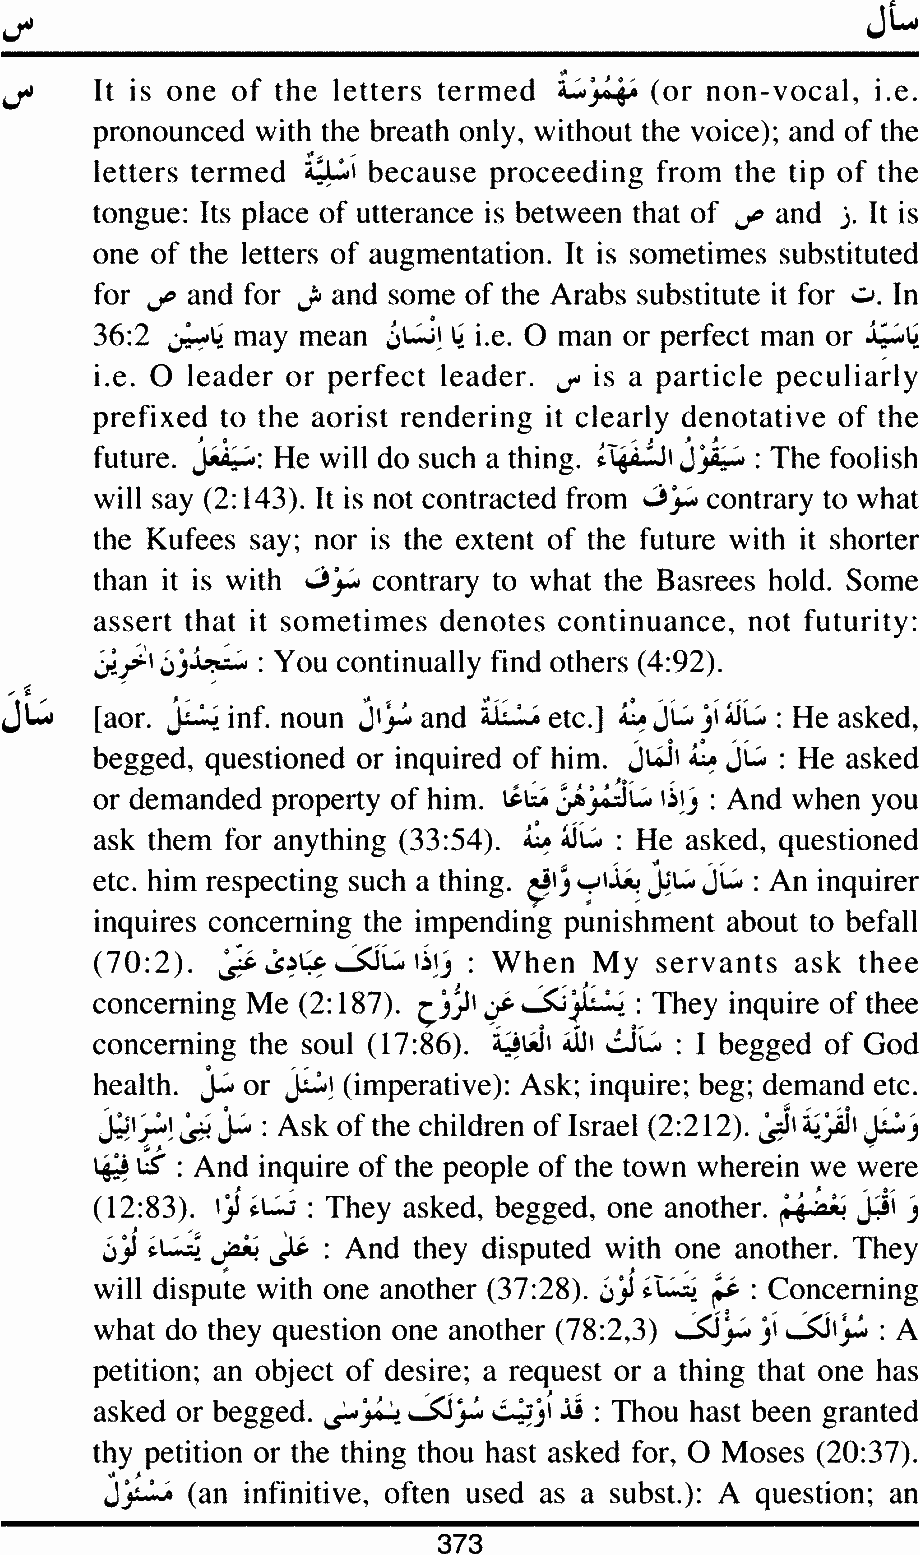 س سأل
س It is one of the letters termed مَهْمُوْسَةٌ (or non-vocal, i.e.
pronounced with the breath only, without the voice); and of the
letters termed اَسْلِيَّةٌ because proceeding from the tip of the
tongue: Its place of utterance is between that of ص and ز. It is
one of the letters of augmentation. It is sometimes substituted
for ص and for ش and some of the Arabs substitute it for ت. In
36:2 يَاسِيْنَ may mean يَا اِنْسَانُ i.e. O man or perfect man or يَاسَيِّدُ
i.e. O leader or perfect leader. س is a particle peculiarly
prefixed to the aorist rendering it clearly denotative of the
future. سَيَفْعَلُ: He will do such a thing. سَيَقُوْلُ السُّفَهَآءُ : The foolish
will say (2:143). It is not contracted from سَوْفَ contrary to what
the Kufees say; nor is the extent of the future with it shorter
than it is with سَوْفَ contrary to what the Basrees hold. Some
assert that it sometimes denotes continuance, not futurity:
سَتَجِدُوْنَ اٰخَرِيْنَ : You continually find others (4:92).
سَأَلَ [aor. يَسْئَلُ inf. noun سُؤَالٌ and مَسْئَلَةٌ etc.] سَاَلَهُ اَوْ سَاَلَ مِنْهُ : He asked,
begged, questioned or inquired of him. سَاَلَ مِنْهُ الْمَالَ : He asked
or demanded property of him. وَاِذَا سَاَلْتُمُوْهُنَّ مَتَاعًا : And when you
ask them for anything (33:54). سَاَلَهُ مِنْهُ : He asked, questioned
etc. him respecting such a thing. سَاَلَ سَائِلٌ بِعَذَابٍ وَّاقِعٍ : An inquirer
inquires concerning the impending punishment about to befall
(70:2). وَاِذَا سَاَلَكَ عِبَادِىْ عَنِّىْ : When My servants ask thee
concerning Me (2:187). يَسْئَلُوْنَكَ عَنِ الرُّوْحِ : They inquire of thee
concerning the soul (17:86). سَاَلْتُ اللّٰهَ الْعَافِيَةَ : I begged of God
health. سَلْ or اِسْئَلْ (imperative): Ask; inquire; beg; demand etc.
سَلْ بَنِىْ اِسْرَائِيْلَ : Ask of the children of Israel (2:212). وَسْئَلِ الْقَرْيَةَ الَّتِىْ
كُنَّا فِيْهَا : And inquire of the people of the town wherein we were
(12:83). تَسَاءَ لُوْا : They asked, begged, one another. وَ اَقْبَلَ بَعْضُهُمْ
عَلٰى بَعْضٍ يَّتَسَاءَ لُوْنَ : And they disputed with one another. They
will dispute with one another (37:28). عَمَّ يَتَسَآءَ لُوْنَ : Concerning
what do they question one another (78:2,3) سُؤَالَكَ اَوْ سَؤْلَكَ : A
petition; an object of desire; a request or a thing that one has
asked or begged. قَدْ اُوْتِيْتَ سُؤْلَكَ يٰمُوْسٰى : Thou hast been granted
thy petition or the thing thou hast asked for, O Moses (20:37).
مَسْئُوْلٌ (an infinitive, often used as a subst.): A question; an
373